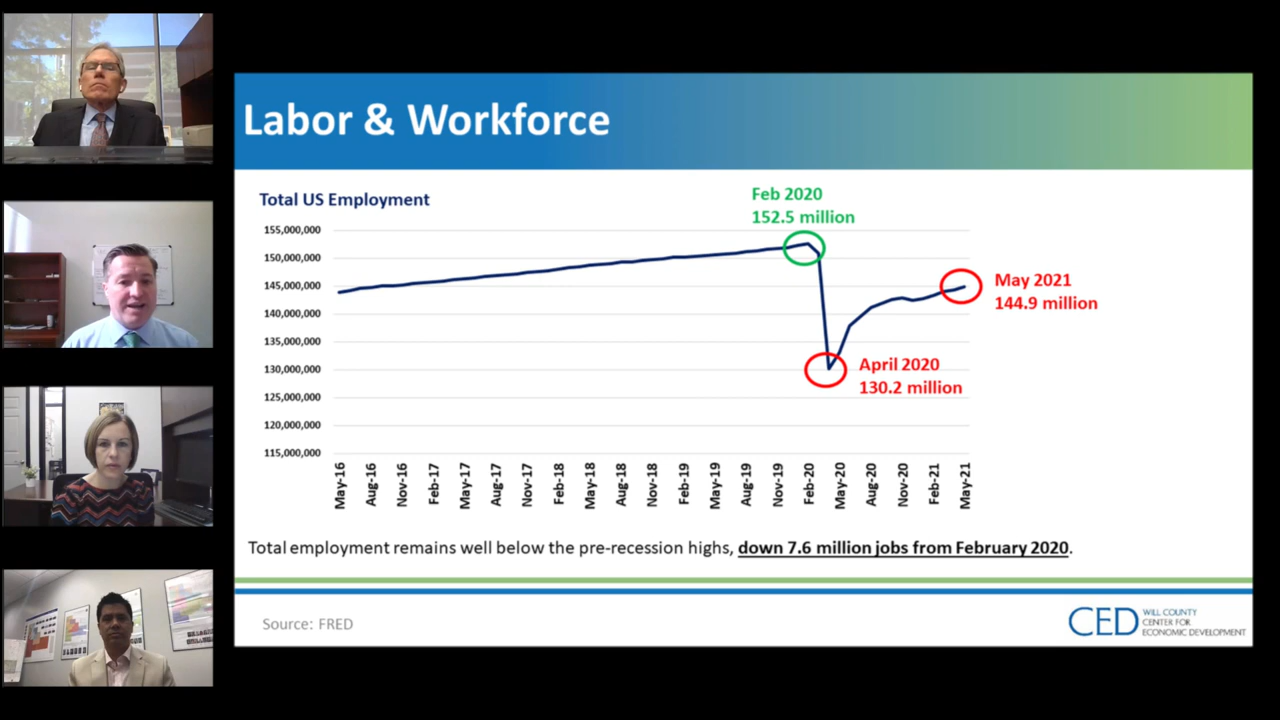 Labor & Workforce
Total US Employment
Feb 2020
152.5 million
155,000,000
150,000,000
145,000,000
140,000,000
135,000,000
130,000,000
125,000,000
120,000,000
115,000,000
May 2021
144.9 million
April 2020
130.2 million
May-16
Aug-16
Nov-16
Feb-17
May-17
Aug-17
Nov-17
Feb-18
May-18
Aug-18
Nov-18
Feb-19
May-19
Aug-19
Nov-19
Feb-20
May-20
Aug-20
Nov-20
Feb-21
May-21
Total employment remains well below the pre-recession highs, down 7.6 million jobs from February 2020.
Source: FRED
CED
WILL COUNTY
CENTER FOR
ECONOMIC DEVELOPMENT